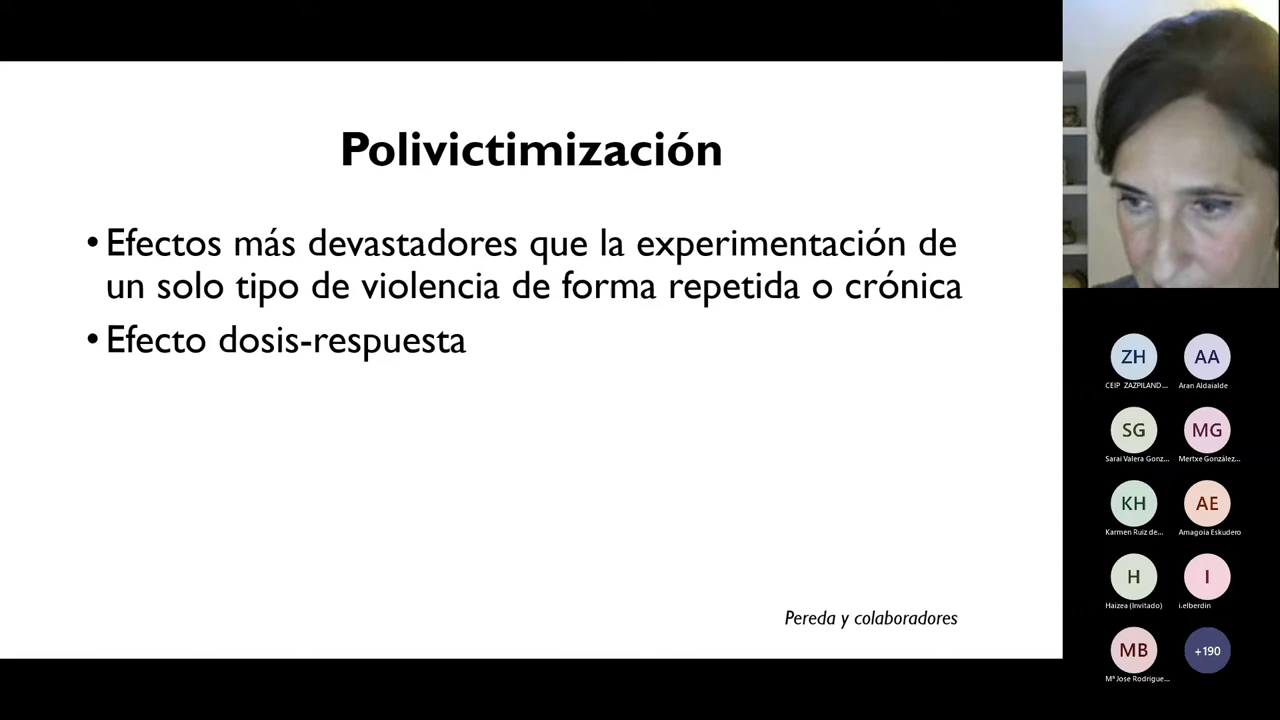 Polivictimización
• Efectos más devastadores que la experimentación de
un solo tipo de violencia de forma repetida o crónica
• Efecto dosis-respuesta
Pereda y colaboradores
ZH
AA
CEIP ZAZPILAND...
Aran Aldaialde
SG
MG
Sarai Valera Gonz...
Mertxe González...
KH
AE
Karmen Ruiz de...
Amagoia Eskudero
H
I
Haizea (Invitado)
i.elberdin
MB
+190
Mª Jose Rodrigue...